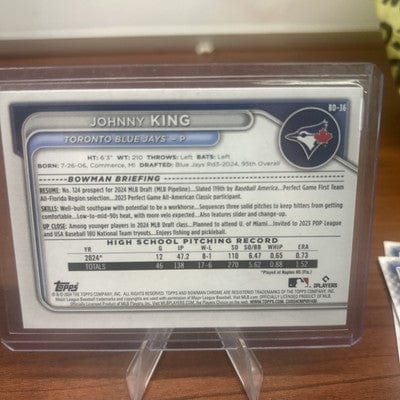 BD-36
JOHNNY KING
TORONTO BLUE JAYS – P
HT: 6'3" WT: 210 THROWS: Left BATS: Left
BORN: 7-26-06, Commerce, MI DRAFTED: Blue Jays Rd3-2024, 95th Overall
BOWMAN BRIEFING
RESUME: No. 124 prospect for 2024 MLB Draft (MLB Pipeline)...Slated 119th by Baseball America...Perfect Game First Team
All-Florida Region selection...2023 Perfect Game All-American Classic participant.
SKILLS: Well-built southpaw with potential to be a workhorse...Sequences three solid pitches to keep hitters from getting
comfortable...Low-to-mid-90s heat, with more velo expected...Also features slider and change-up.
UP CLOSE: Among younger players in 2024 MLB Draft class...Planned to attend U. of Miami...Invited to 2023 PDP League
and USA Baseball 18U National Team tryouts...Enjoys fishing and pickleball.
HIGH SCHOOL PITCHING RECORD
YR G IP W-L SO SO/BB WHIP ERA
2024* 12 47.2 8-1 110 6.47 0.65 0.73
TOTALS 46 138 17-6 270 5.62 0.88 1.52
*Played at Naples HS (Fla.)
Topps
MLB PLAYERS